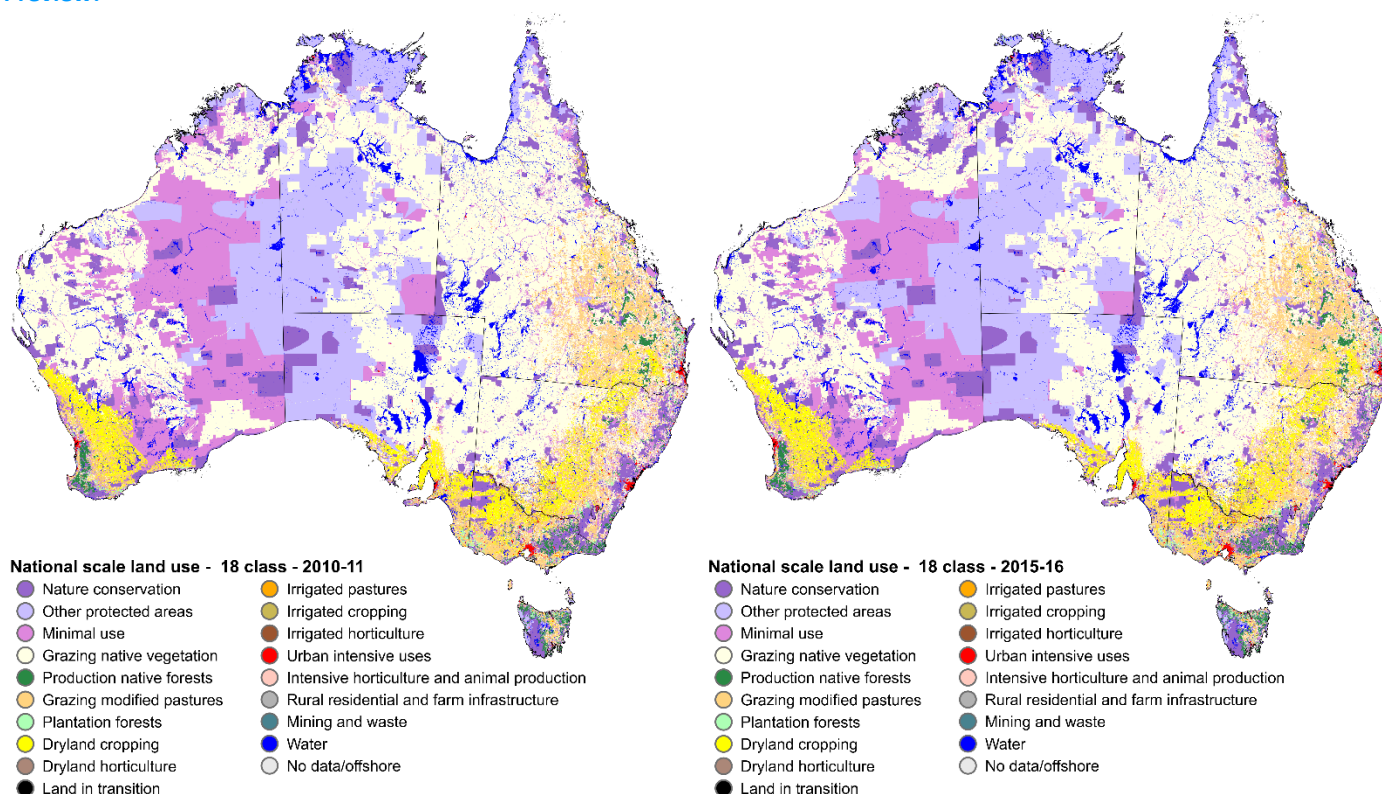 National scale land use - 18 class - 2010-11
Nature conservation
Other protected areas
Minimal use
Grazing native vegetation
Production native forests
Grazing modified pastures
Plantation forests
Dryland cropping
Dryland horticulture
Land in transition
Irrigated pastures
Irrigated cropping
Irrigated horticulture
Urban intensive uses
Intensive horticulture and animal production
Rural residential and farm infrastructure
Mining and waste
Water
No data/offshore
National scale land use - 18 class - 2015-16
Nature conservation
Other protected areas
Minimal use
Grazing native vegetation
Production native forests
Grazing modified pastures
Plantation forests
Dryland cropping
Dryland horticulture
Land in transition
Irrigated pastures
Irrigated cropping
Irrigated horticulture
Urban intensive uses
Intensive horticulture and animal production
Rural residential and farm infrastructure
Mining and waste
Water
No data/offshore